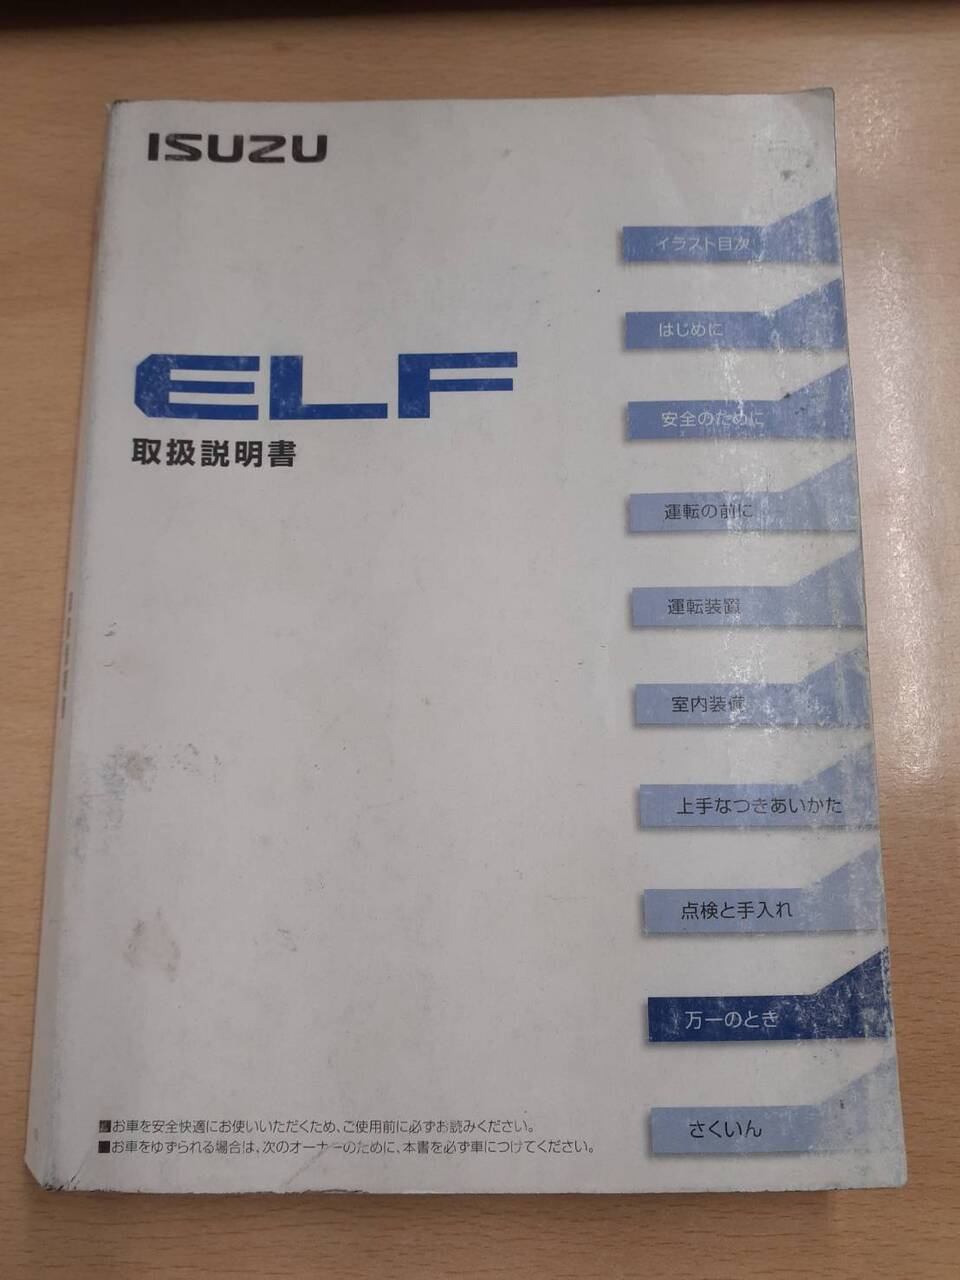 ISUZU
ELF
取扱説明書
イラスト目次
はじめに
安全のために
運転の前に
運転装置
室内装備
上手なつきあいかた
点検と手入れ
万一のとき
さくいん
■お車を安全快適にお使いいただくため、ご使用前に必ずお読みください。
■お車をゆずられる場合は、次のオーナーのために、本書を必ず車につけてください。